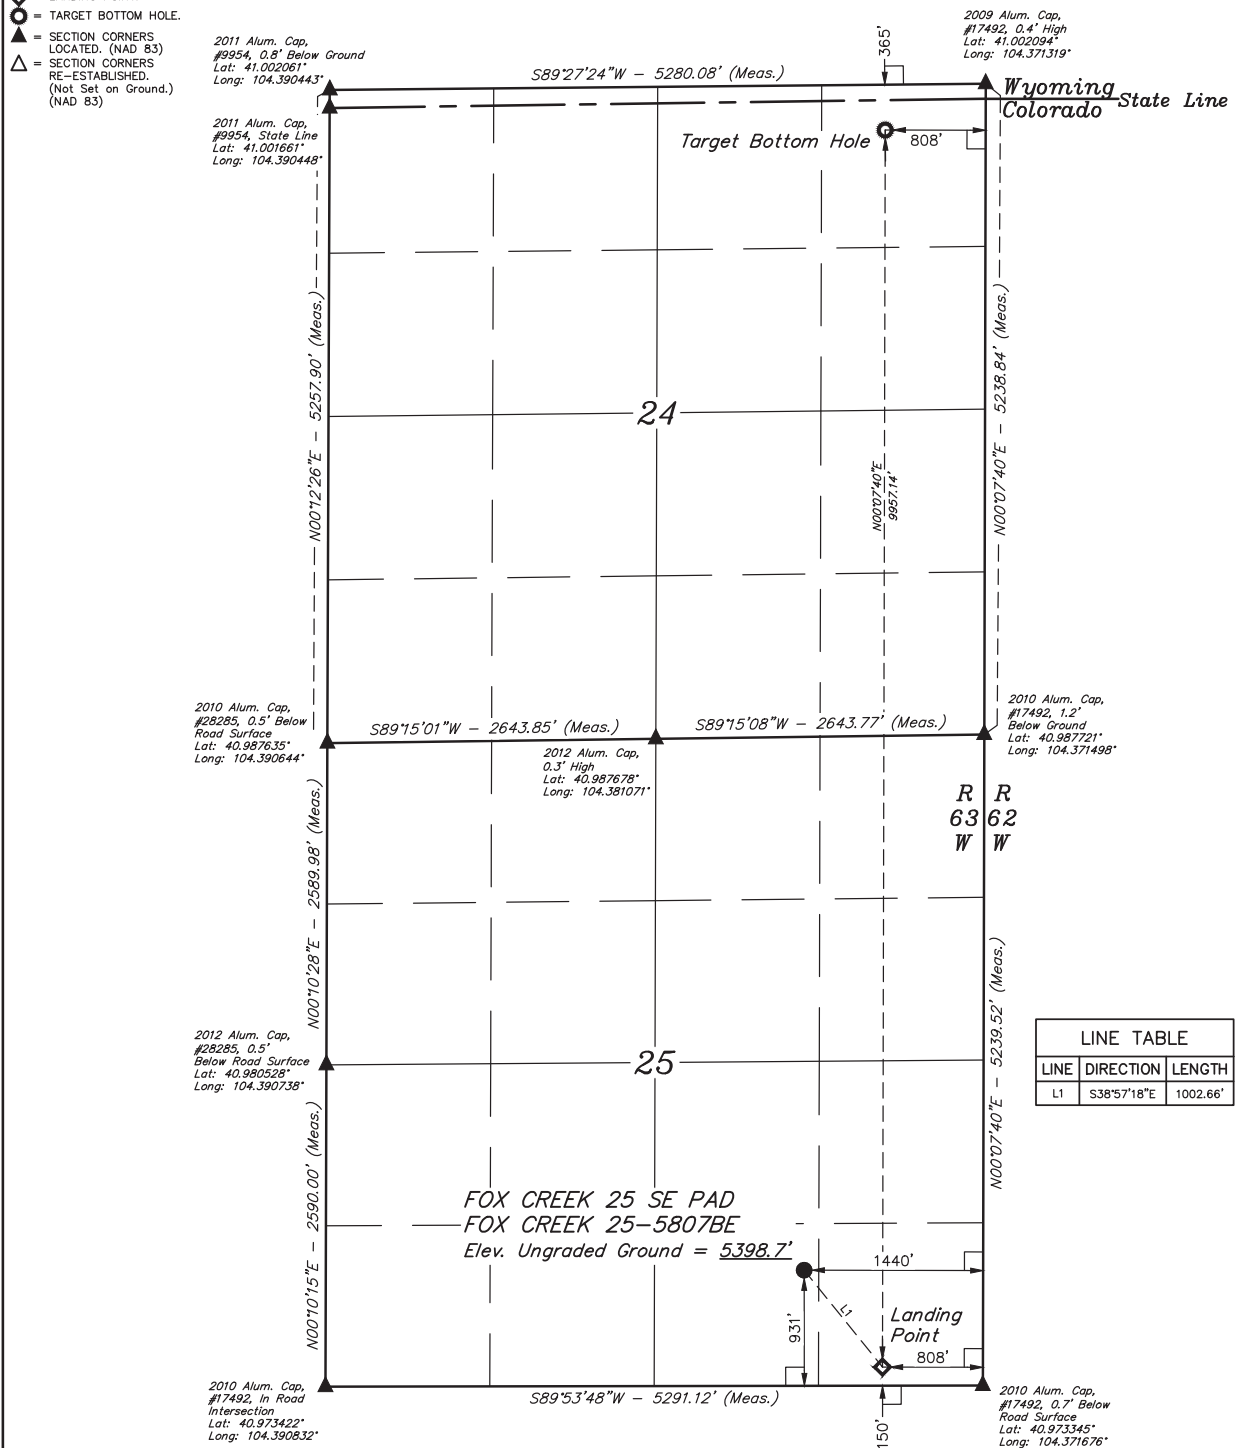 = TARGET BOTTOM HOLE.
= SECTION CORNERS
LOCATED. (NAD 83)
= SECTION CORNERS
RE-ESTABLISHED.
(Not Set on Ground.)
(NAD 83)
2011 Alum. Cap,
#9954, 0.8' Below Ground
Lat: 41.002061°
Long: 104.390443°
S89°27'24"W - 5280.08' (Meas.)
365'
2009 Alum. Cap,
#17492, 0.4' High
Lat: 41.002094°
Long: 104.371319°
Wyoming
Colorado
State Line
2011 Alum. Cap,
#9954, State Line
Lat: 41.001661°
Long: 104.390448°
Target Bottom Hole
808'
N00°12'26"E - 5257.90' (Meas.)
24
N00°07'40"E
9957.14'
N00°07'40"E - 5238.84' (Meas.)
2010 Alum. Cap,
#28285, 0.5' Below
Road Surface
Lat: 40.987635°
Long: 104.390644°
S89°15'01"W - 2643.85' (Meas.)
S89°15'08"W - 2643.77' (Meas.)
2010 Alum. Cap,
#17492, 1.2'
Below Ground
Lat: 40.987721°
Long: 104.371498°
2012 Alum. Cap,
0.3' High
Lat: 40.987678°
Long: 104.381071°
R R
63 62
W W
N00°10'28"E - 2589.98' (Meas.)
2012 Alum. Cap,
#28285, 0.5'
Below Road Surface
Lat: 40.980528°
Long: 104.390738°
25
N00°07'40"E - 5239.52' (Meas.)
LINE TABLE
LINE DIRECTION LENGTH
L1 S38°57'18"E 1002.66'
N00°10'15"E - 2590.00' (Meas.)
FOX CREEK 25 SE PAD
FOX CREEK 25-5807BE
Elev. Ungraded Ground = 5398.7'
1440'
931'
L1
Landing
Point
808'
2010 Alum. Cap,
#17492, In Road
Intersection
Lat: 40.973422°
Long: 104.390832°
S89°53'48"W - 5291.12' (Meas.)
150'
2010 Alum. Cap,
#17492, 0.7' Below
Road Surface
Lat: 40.973345°
Long: 104.371676°